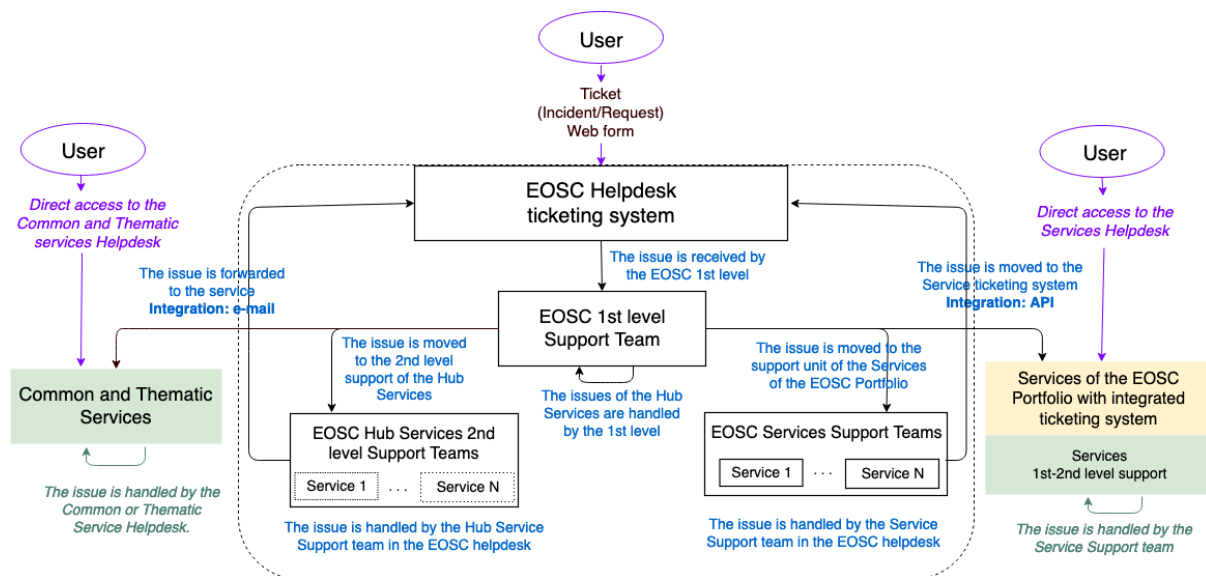 User
Ticket
(Incident/Request)
Web form
User
Direct access to the
Common and Thematic
services Helpdesk
User
Direct access to the
Services Helpdesk
EOSC Helpdesk
ticketing system
The issue is received by
the EOSC 1st level
The issue is forwarded
to the service
Integration: e-mail
The issue is moved to the
Service ticketing system
Integration: API
EOSC 1st level
Support Team
The issue is moved
to the 2nd level
support of the Hub
Services
The issues of the Hub
Services are handled
by the 1st level
The issue is moved to the
support unit of the Services
of the EOSC Portfolio
Common and Thematic
Services
The issue is handled by the
Common or Thematic
Service Helpdesk.
EOSC Hub Services 2nd
level Support Teams
Service 1 . . . Service N
The issue is handled by the Hub Service
Support team in the EOSC helpdesk
EOSC Services Support Teams
Service 1 . . . Service N
The issue is handled by the Service
Support team in the EOSC helpdesk
Services of the EOSC
Portfolio with integrated
ticketing system
Services
1st-2nd level support
The issue is handled by the
Service Support team